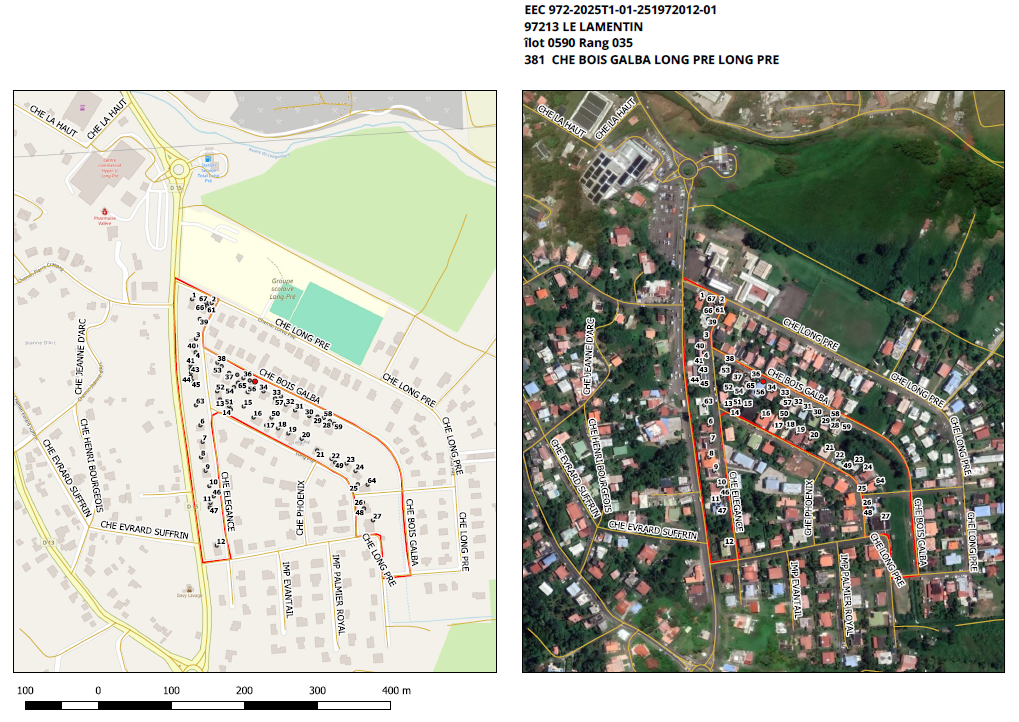 EEC 972-2025T1-01-251972012-01
97213 LE LAMENTIN
îlot 0590 Rang 035
381 CHE BOIS GALBA LONG PRE LONG PRE
CHE LA HAUT
CHE LA HAUT
D 15
Groupe
scolaire
Long-Pré
CHE LONG PRE
CHE LONG PRE
CHE LONG PRE
CHE LONG PRE
CHE LONG PRE
CHE BOIS GALBA
CHE BOIS GALBA
CHE JEANNE D'ARC
Jeanne D'Arc
CHE HENRI BOURGEOIS
CHE EVRARD SUFFRIN
CHE EVRARD SUFFRIN
CHE ELEGANCE
CHE PHOENIX
IMP EVANTAIL
IMP PALMIER ROYAL
D 13
1
67
2
66
61
39
3
40
4
41
43
44
45
38
53
37
36
52
65
56
34
33
57
32
31
30
58
29
28
59
13
51
15
14
16
50
17
18
19
20
63
6
7
8
9
10
46
11
47
12
21
22
23
49
24
64
25
26
48
27
CHE LA HAUT
CHE LA HAUT
CHE LONG PRE
CHE LONG PRE
CHE LONG PRE
CHE LONG PRE
CHE LONG PRE
CHE BOIS GALBA
CHE BOIS GALBA
CHE JEANNE D'ARC
CHE HENRI BOURGEOIS
CHE EVRARD SUFFRIN
CHE EVRARD SUFFRIN
CHE ELEGANCE
CHE PHOENIX
IMP EVANTAIL
IMP PALMIER ROYAL
1
67
2
66
61
39
3
40
4
41
43
44
45
38
53
37
36
52
54
65
56
34
33
57
32
31
30
58
29
28
59
13
51
15
14
16
50
17
18
19
20
63
6
7
8
9
10
46
11
47
12
21
22
23
49
24
64
25
26
48
27
100 0 100 200 300 400 m